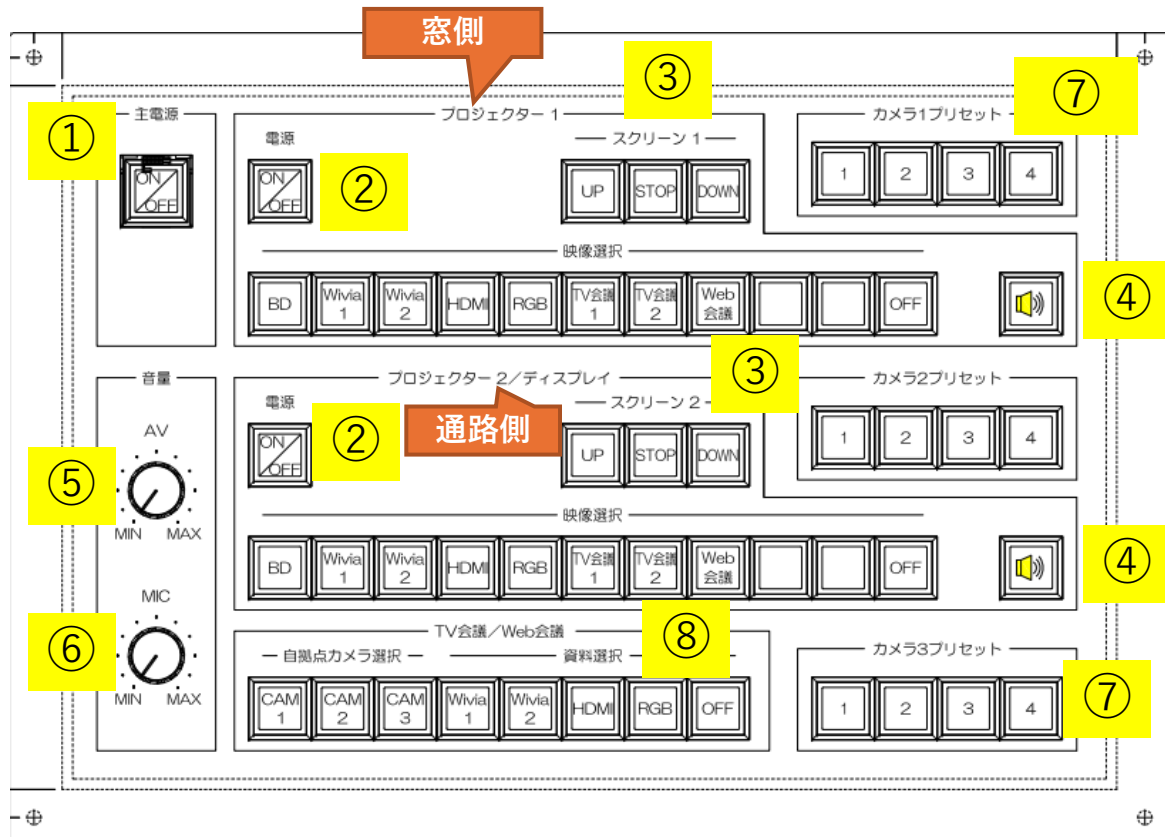 窓側
③
⑦
①
主電源
プロジェクター 1
カメラ1プリセット
電源
スクリーン 1
ON
OFF
ON
OFF
②
UP
STOP
DOWN
1
2
3
4
映像選択
BD
Wivia
1
Wivia
2
HDMI
RGB
TV会議
1
TV会議
2
Web
会議
OFF
④
音量
プロジェクター 2／ディスプレイ
③
カメラ2プリセット
電源
通路側
スクリーン 2
AV
⑤
MIN
MAX
ON
OFF
②
UP
STOP
DOWN
1
2
3
4
映像選択
BD
Wivia
1
Wivia
2
HDMI
RGB
TV会議
1
TV会議
2
Web
会議
OFF
④
MIC
⑥
MIN
MAX
TV会議／Web会議
⑧
自拠点カメラ選択
資料選択
CAM
1
CAM
2
CAM
3
Wivia
1
Wivia
2
HDMI
RGB
OFF
カメラ3プリセット
1
2
3
4
⑦